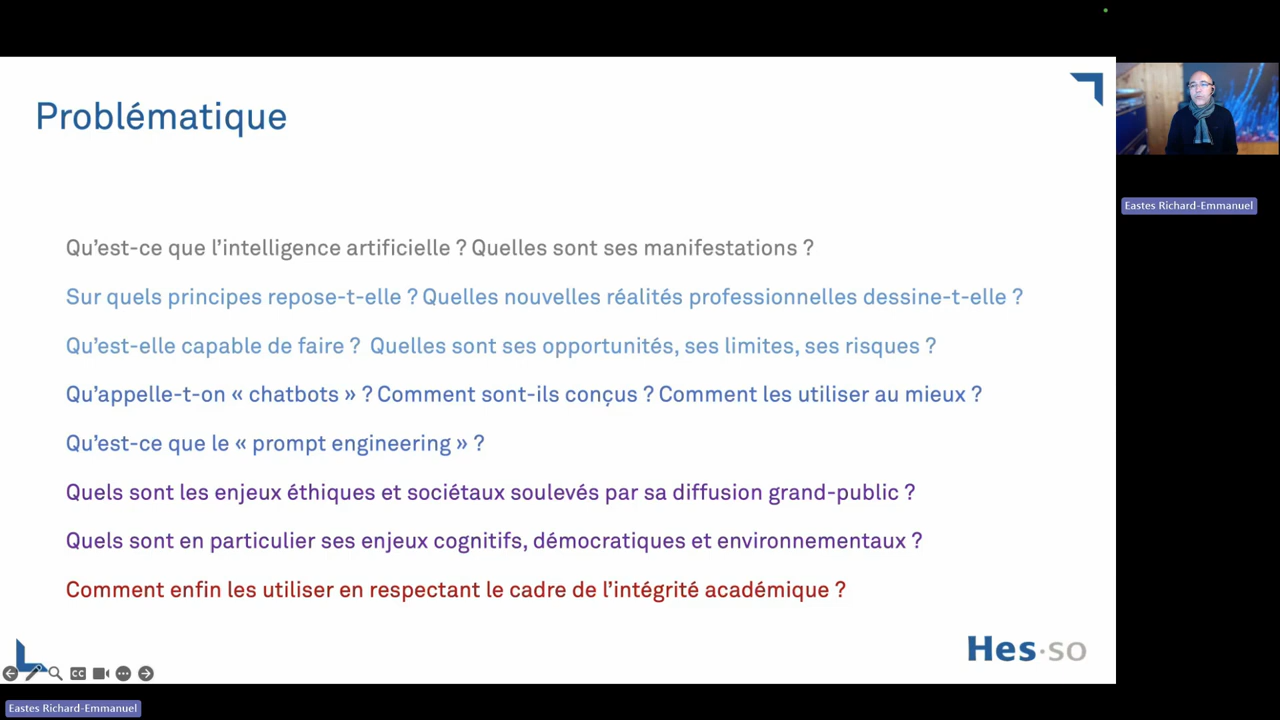 Problématique
Qu'est-ce que l'intelligence artificielle ? Quelles sont ses manifestations ?
Sur quels principes repose-t-elle ? Quelles nouvelles réalités professionnelles dessine-t-elle ?
Qu'est-elle capable de faire ?  Quelles sont ses opportunités, ses limites, ses risques ?
Qu'appelle-t-on « chatbots » ? Comment sont-ils conçus ? Comment les utiliser au mieux ?
Qu'est-ce que le « prompt engineering » ?
Quels sont les enjeux éthiques et sociétaux soulevés par sa diffusion grand-public ?
Quels sont en particulier ses enjeux cognitifs, démocratiques et environnementaux ?
Comment enfin les utiliser en respectant le cadre de l'intégrité académique ?
Hes·so
CC
Eastes Richard-Emmanuel
Eastes Richard-Emmanuel